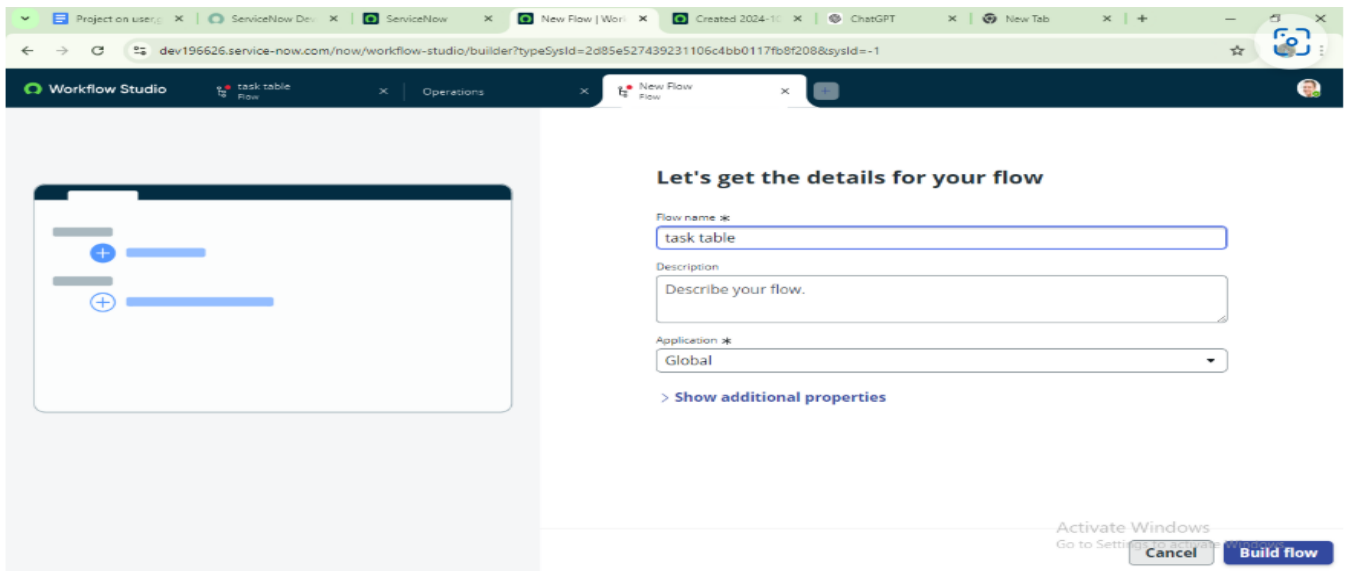 Project on user,
ServiceNow Dev
ServiceNow
New Flow | Wor
Created 2024-10
ChatGPT
New Tab
dev196626.service-now.com/now/workflow-studio/builder?typeSysId=2d85e527439231106c4bb0117fb8f208&sysId=-1
Workflow Studio
task table
Flow
Operations
New Flow
Flow
Let's get the details for your flow
Flow name *
task table
Description
Describe your flow.
Application *
Global
> Show additional properties
Activate Windows
Go to Settings to activate Windows.
Cancel
Build flow